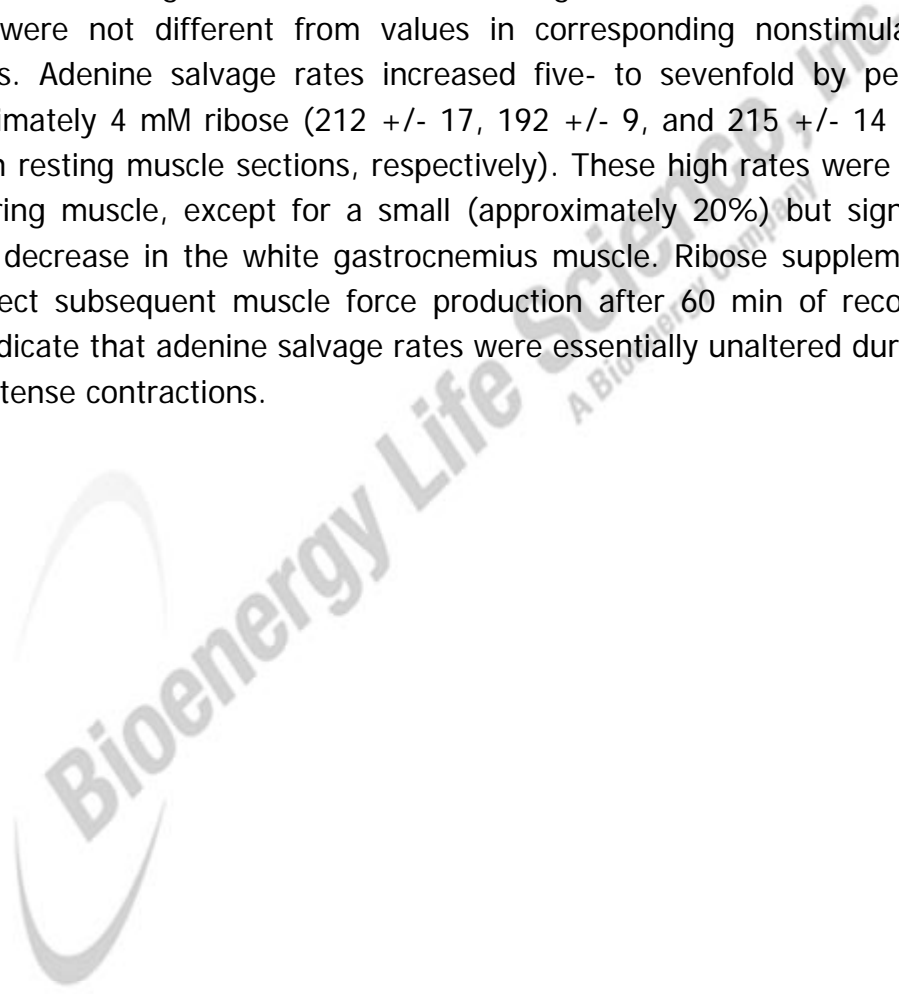 were not different from values in corresponding nonstimula
s. Adenine salvage rates increased five- to sevenfold by pe
imately 4 mM ribose (212 +/- 17, 192 +/- 9, and 215 +/- 14
n resting muscle sections, respectively). These high rates were
ring muscle, except for a small (approximately 20%) but sign
decrease in the white gastrocnemius muscle. Ribose supplem
ect subsequent muscle force production after 60 min of reco
dicate that adenine salvage rates were essentially unaltered dur
tense contractions.
Bioenergy Life Science, Inc.
A Bioenergy Company